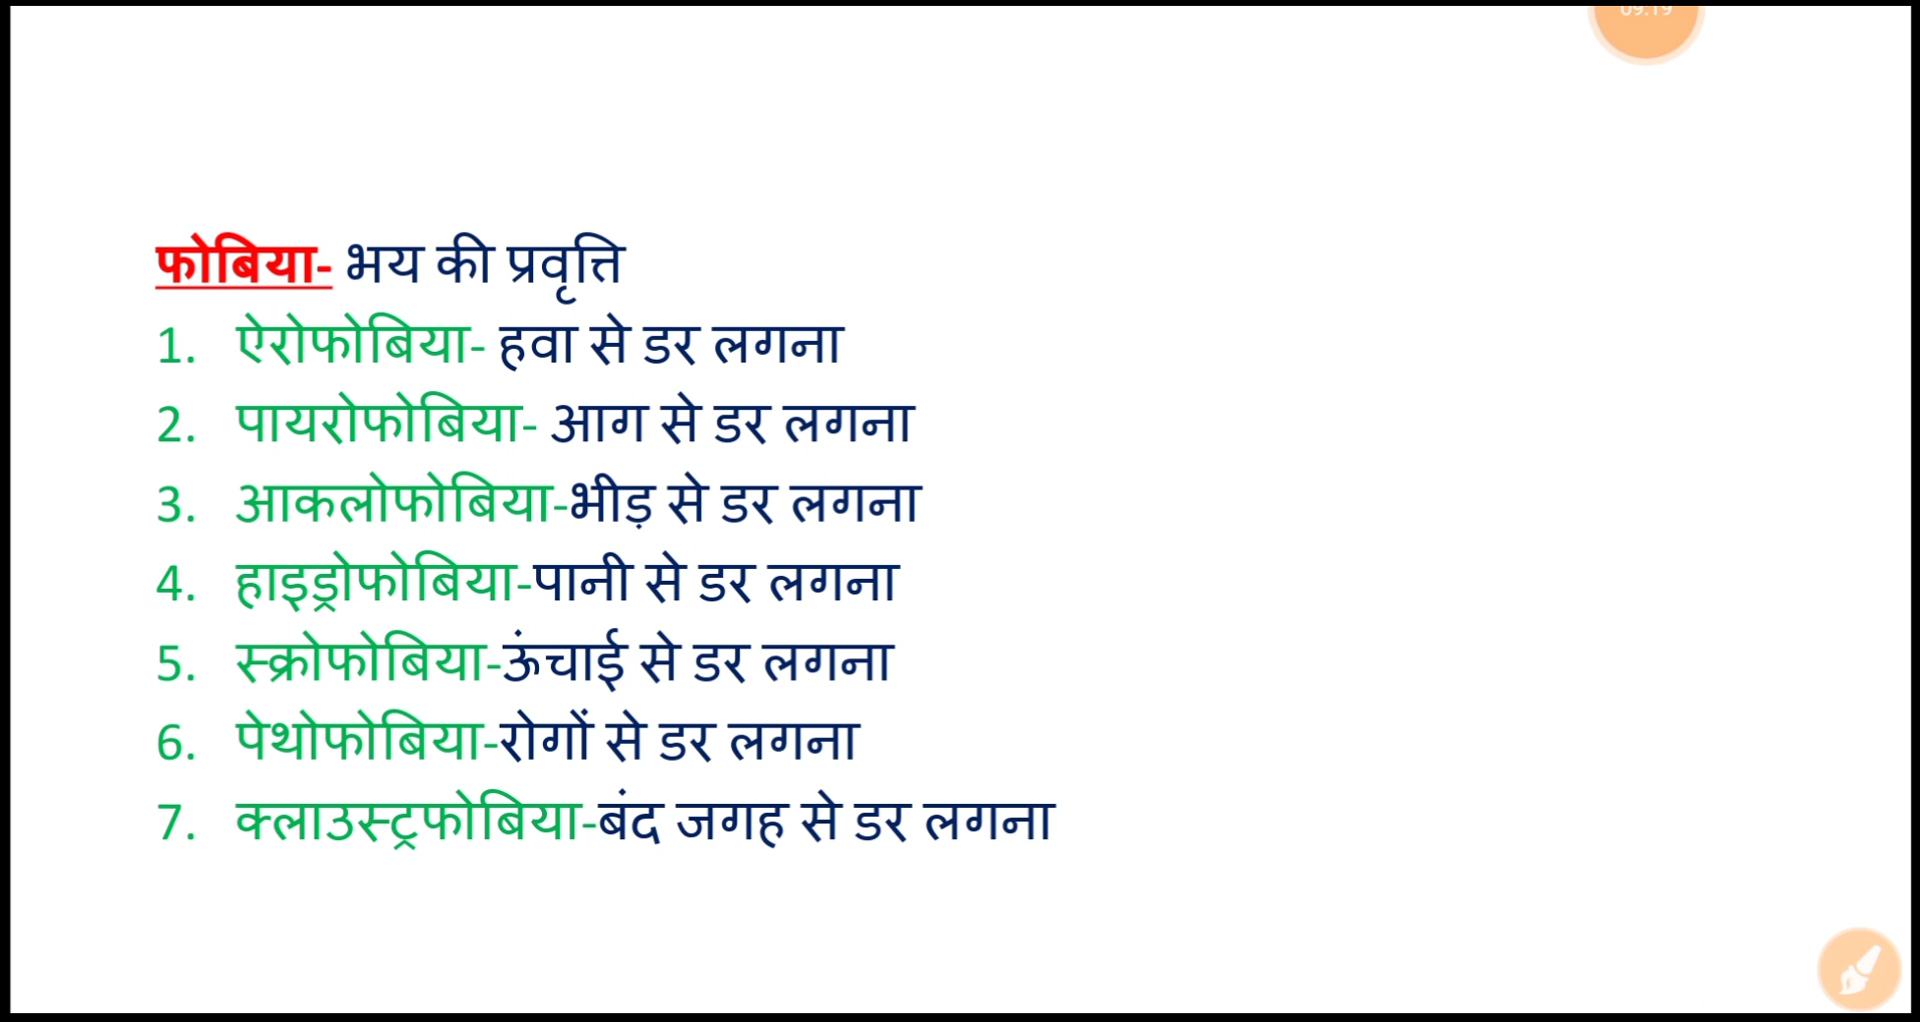 फोबिया- भय की प्रवृत्ति
1. ऐरोफोबिया- हवा से डर लगना
2. पायरोफोबिया- आग से डर लगना
3. आकलोफोबिया-भीड़ से डर लगना
4. हाइड्रोफोबिया-पानी से डर लगना
5. स्क्रोफोबिया-ऊंचाई से डर लगना
6. पेथोफोबिया-रोगों से डर लगना
7. क्लाउस्ट्रफोबिया-बंद जगह से डर लगना